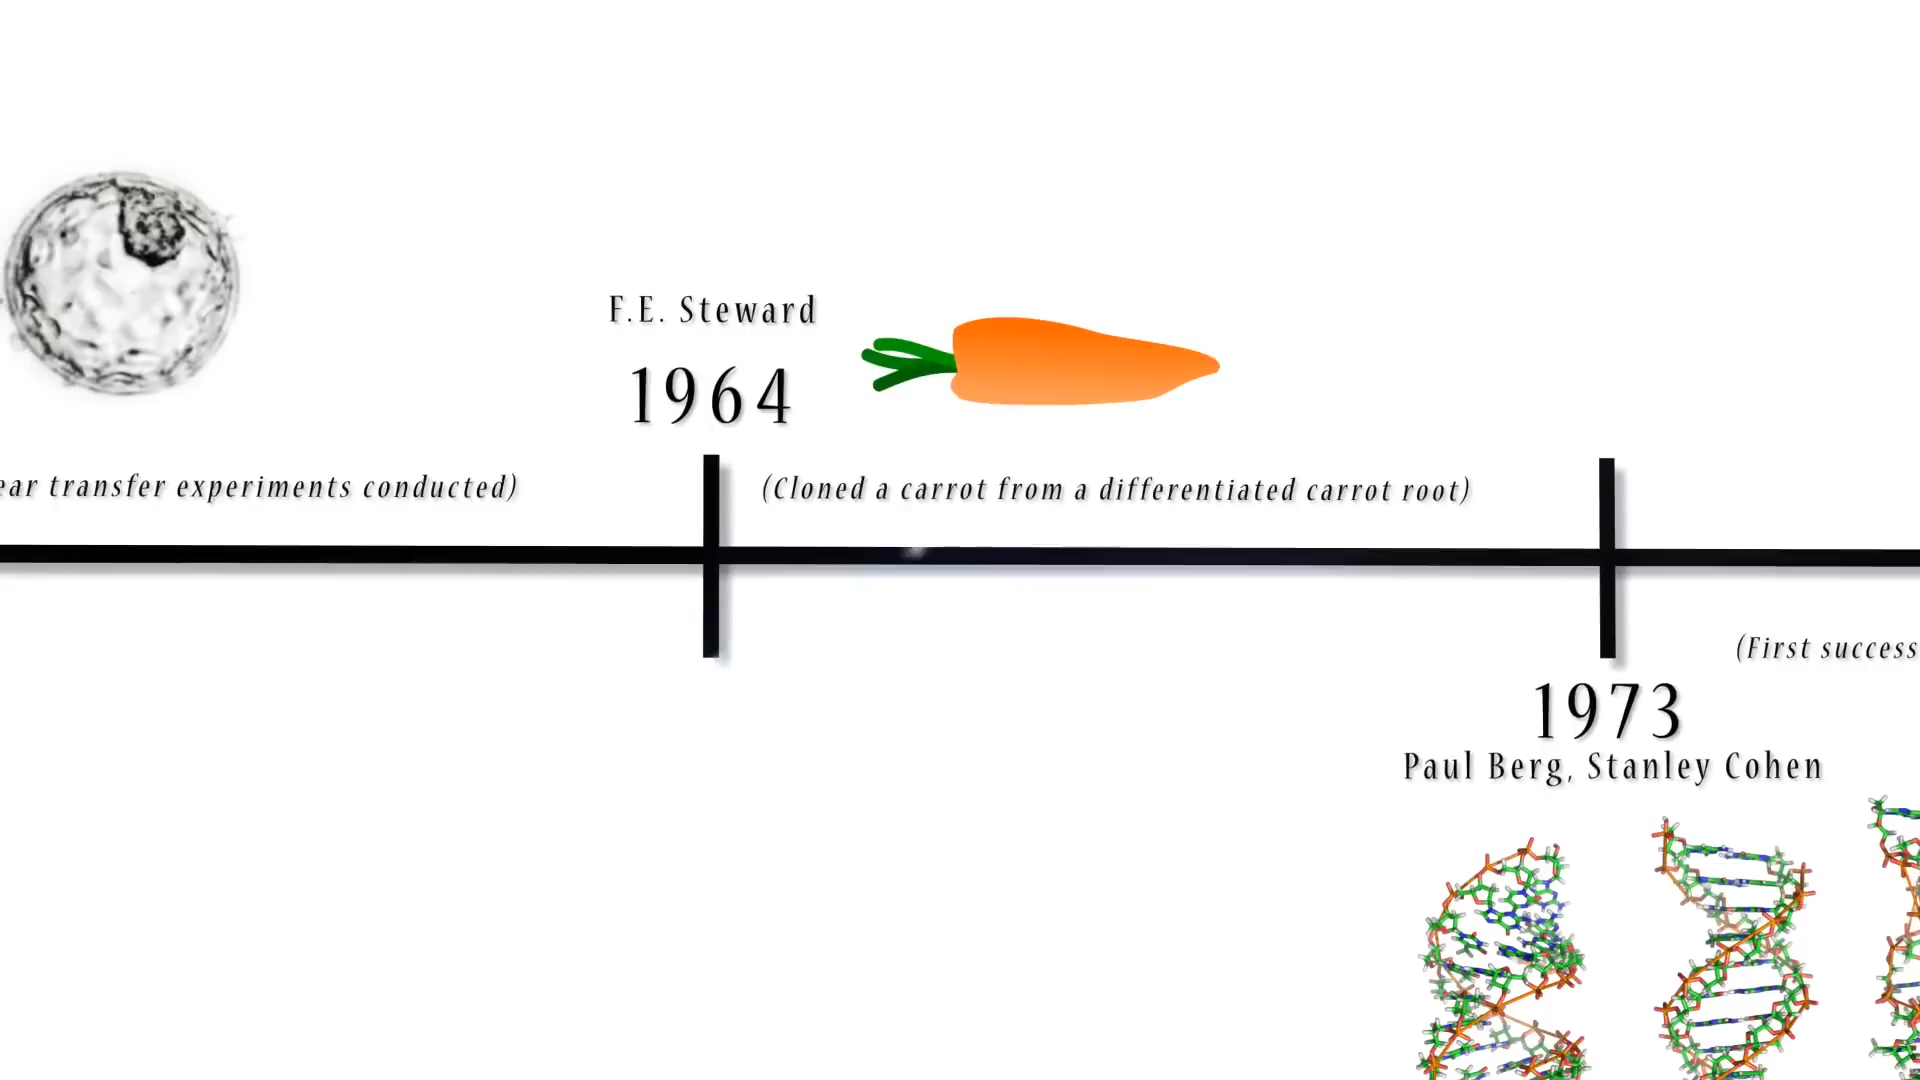 F.E. Steward
1964
ear transfer experiments conducted)
(Cloned a carrot from a differentiated carrot root)
(First success
1973
Paul Berg, Stanley Cohen